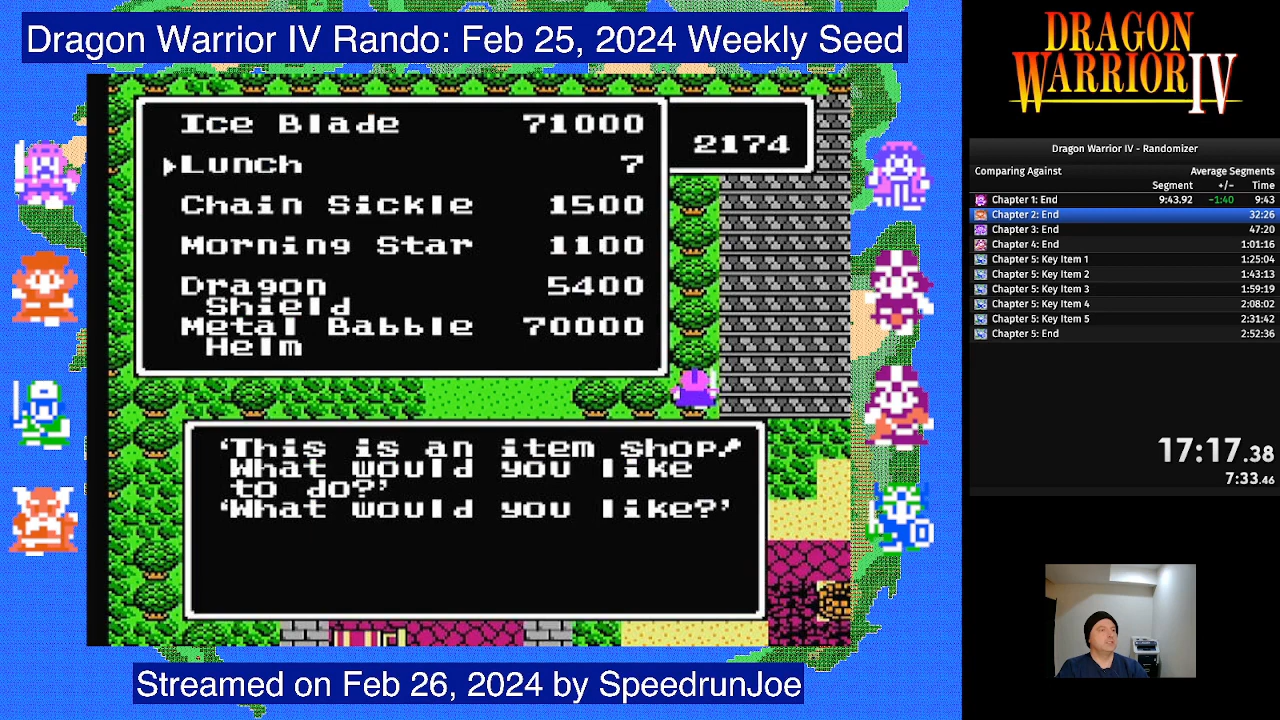 Dragon Warrior IV Rando: Feb 25, 2024 Weekly Seed
Ice Blade 71000
Lunch 7
Chain Sickle 1500
Morning Star 1100
Dragon 5400
Shield
Metal Babble 70000
Helm
2174
‘This is an item shop!
What would you like
to do?’
‘What would you like?’
Streamed on Feb 26, 2024 by SpeedrunJoe
DRAGON
WARRIOR IV
Dragon Warrior IV - Randomizer
Comparing Against Average Segments
Segment +/- Time
Chapter 1: End 9:43.92 −1:40 9:43
Chapter 2: End 32:26
Chapter 3: End 47:20
Chapter 4: End 1:01:16
Chapter 5: Key Item 1 1:25:04
Chapter 5: Key Item 2 1:43:13
Chapter 5: Key Item 3 1:59:19
Chapter 5: Key Item 4 2:08:02
Chapter 5: Key Item 5 2:31:42
Chapter 5: End 2:52:36
17:17.38
7:33.46